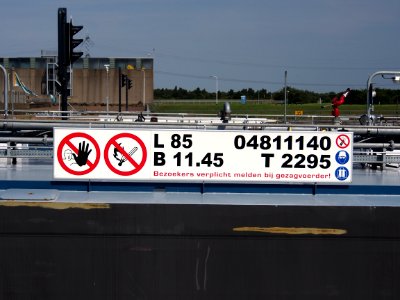 L 85 04811140
B 11.45 T 2295
Bezoekers verplicht melden bij gezagvoerder!